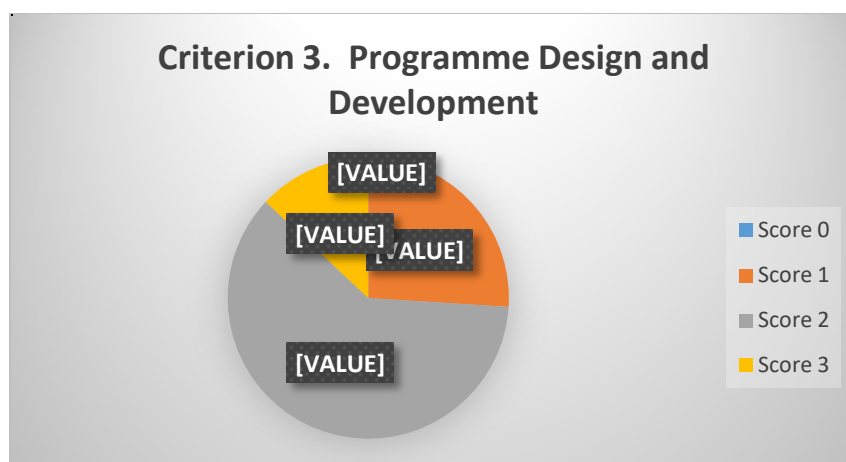 Criterion 3.  Programme Design and
Development
[VALUE]
[VALUE]
[VALUE]
[VALUE]
Score 0
Score 1
Score 2
Score 3